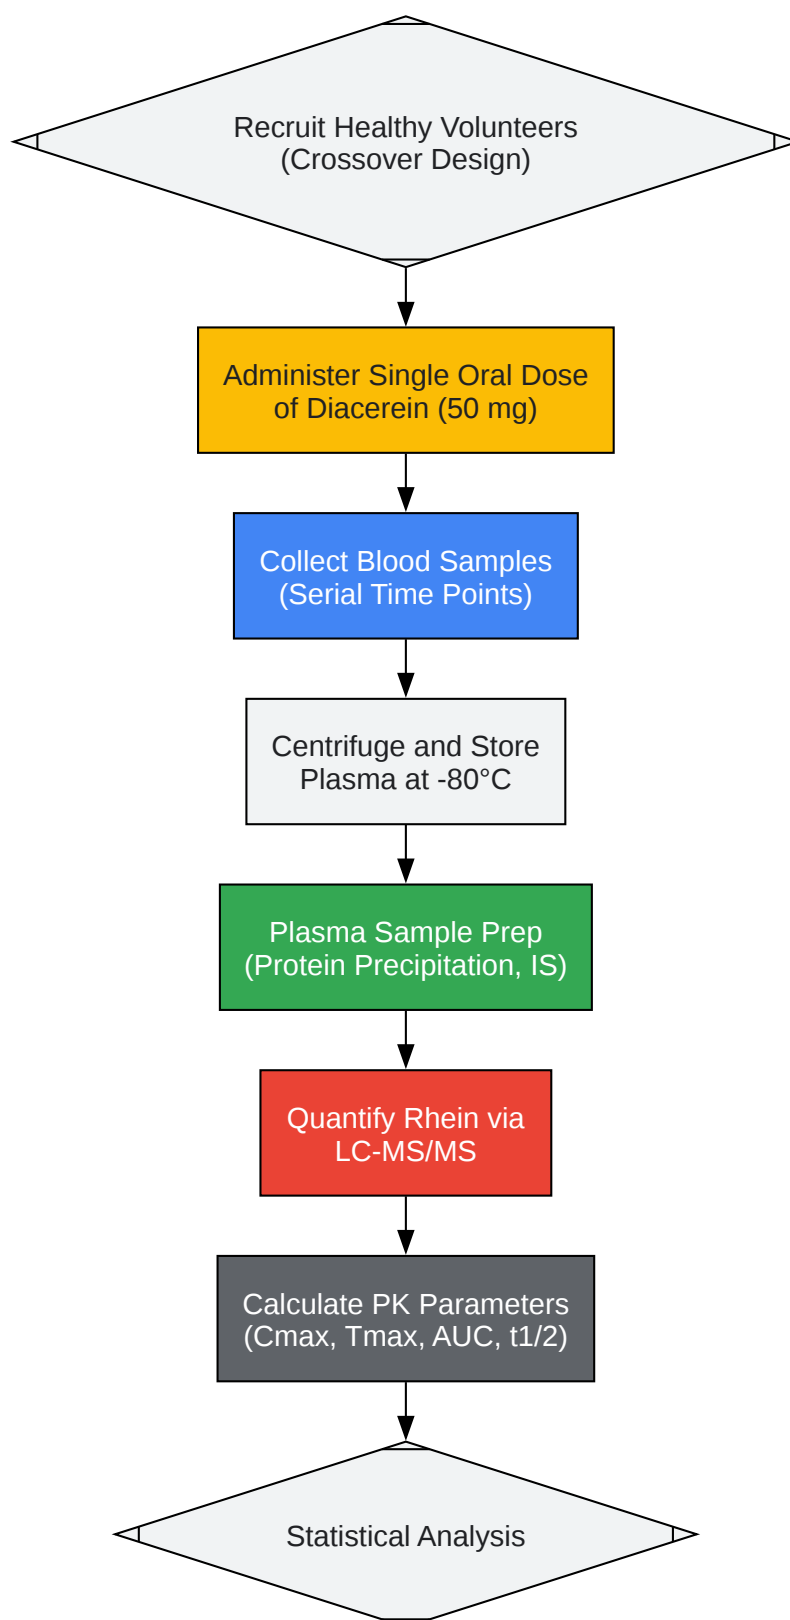 Recruit Healthy Volunteers
(Crossover Design)
Administer Single Oral Dose
of Diacerein (50 mg)
Collect Blood Samples
(Serial Time Points)
Centrifuge and Store
Plasma at -80°C
Plasma Sample Prep
(Protein Precipitation, IS)
Quantify Rhein via
LC-MS/MS
Calculate PK Parameters
(Cmax, Tmax, AUC, t1/2)
Statistical Analysis